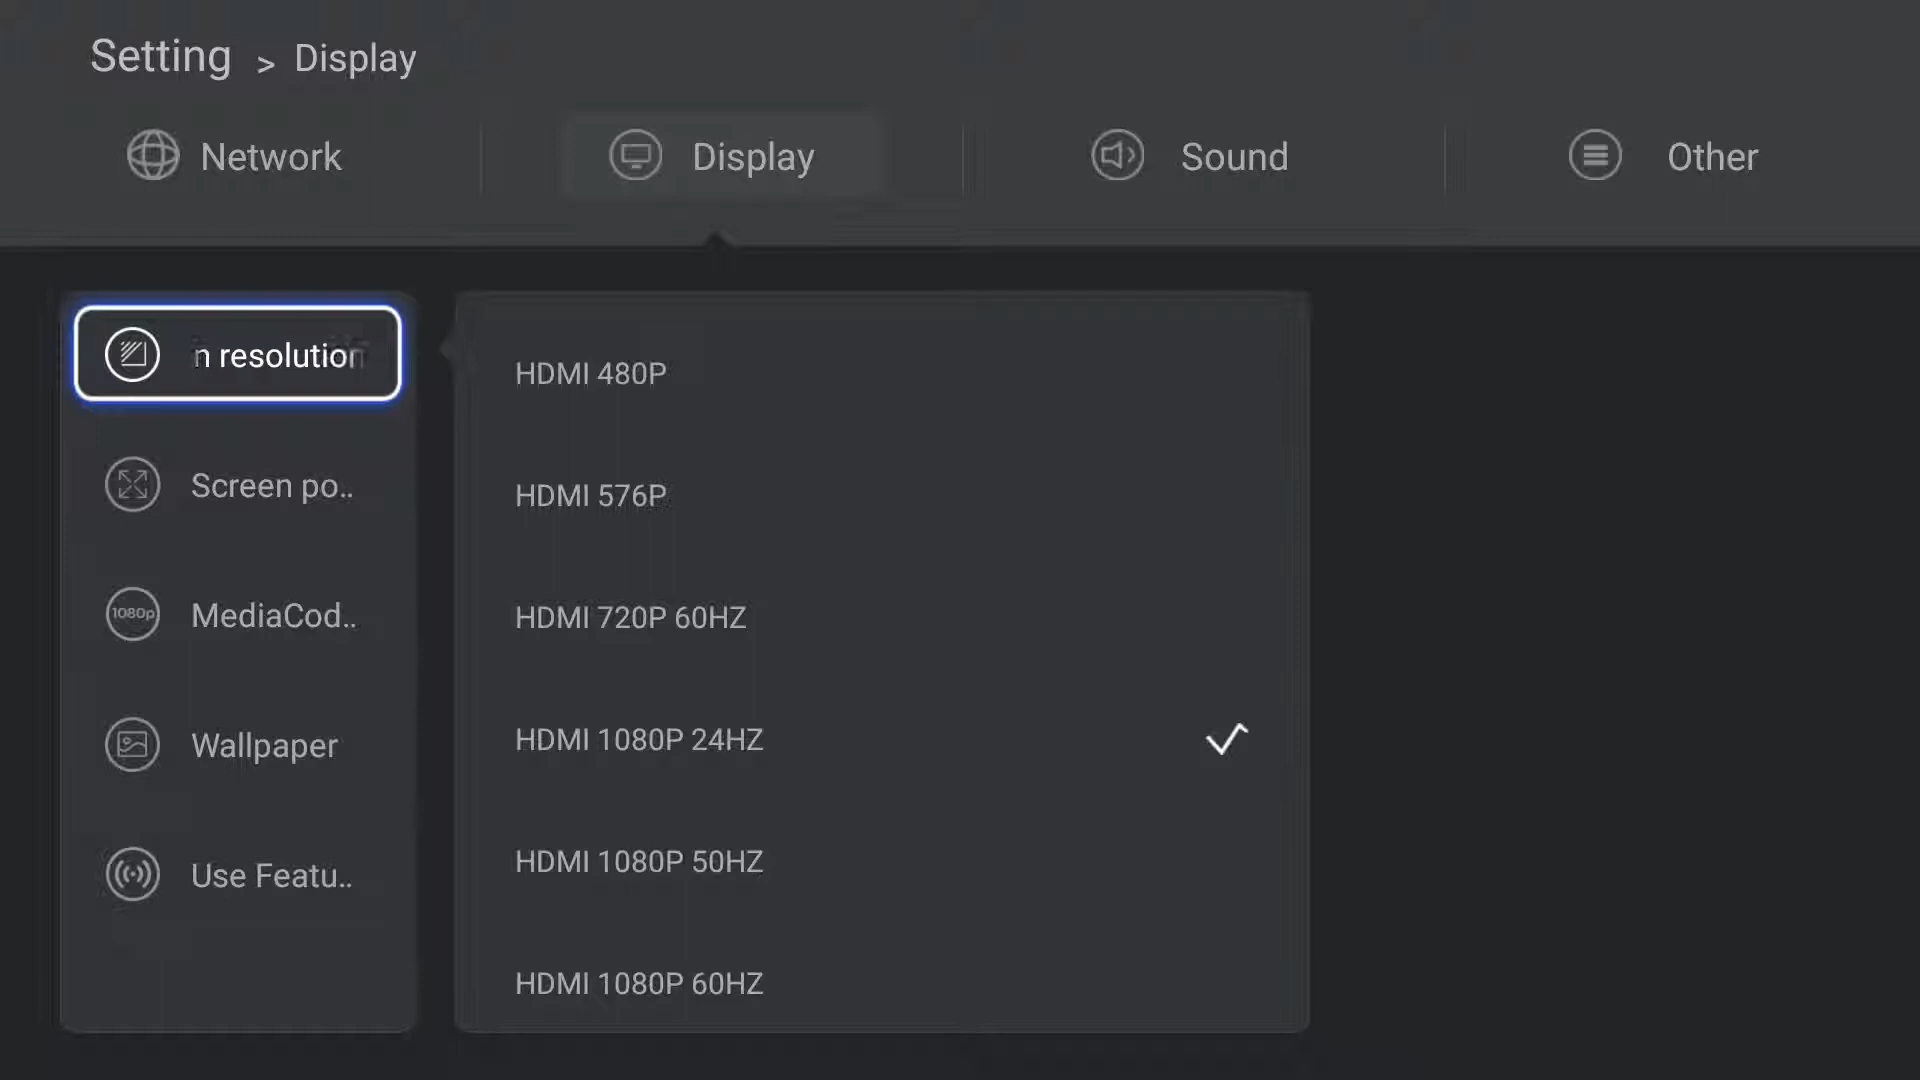 Setting > Display
Network
Display
Sound
Other
n resolution
Screen po..
1080p
MediaCod..
Wallpaper
Use Featu..
HDMI 480P
HDMI 576P
HDMI 720P 60HZ
HDMI 1080P 24HZ
HDMI 1080P 50HZ
HDMI 1080P 60HZ